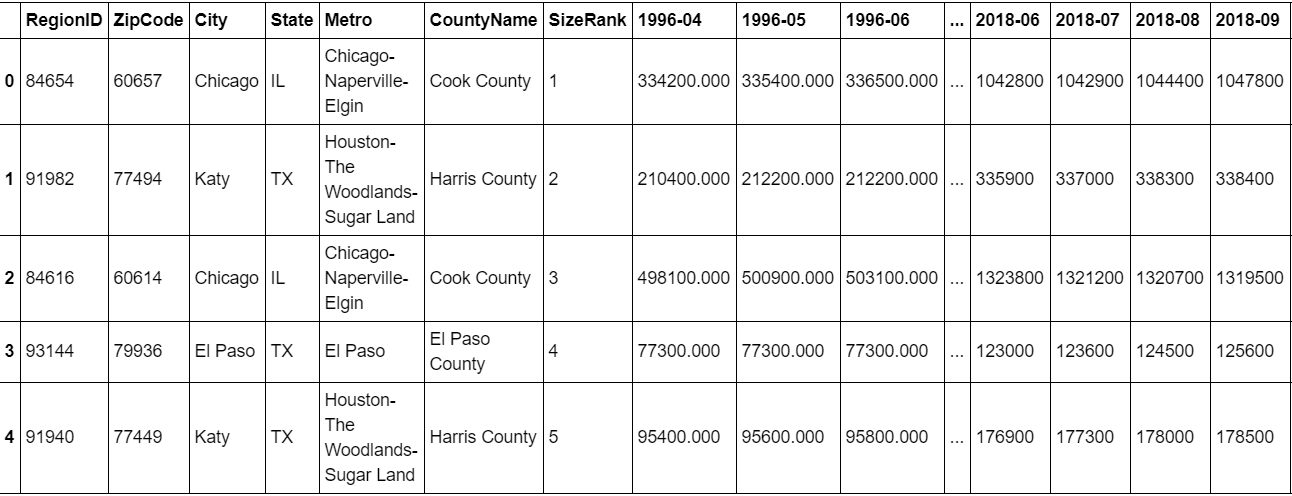 RegionID ZipCode City State Metro CountyName SizeRank 1996-04 1996-05 1996-06 ... 2018-06 2018-07 2018-08 2018-09
0 84654 60657 Chicago IL Chicago-
Naperville-
Elgin Cook County 1 334200.000 335400.000 336500.000 ... 1042800 1042900 1044400 1047800
1 91982 77494 Katy TX Houston-
The
Woodlands-
Sugar Land Harris County 2 210400.000 212200.000 212200.000 ... 335900 337000 338300 338400
2 84616 60614 Chicago IL Chicago-
Naperville-
Elgin Cook County 3 498100.000 500900.000 503100.000 ... 1323800 1321200 1320700 1319500
3 93144 79936 El Paso TX El Paso El Paso
County 4 77300.000 77300.000 77300.000 ... 123000 123600 124500 125600
4 91940 77449 Katy TX Houston-
The
Woodlands-
Sugar Land Harris County 5 95400.000 95600.000 95800.000 ... 176900 177300 178000 178500